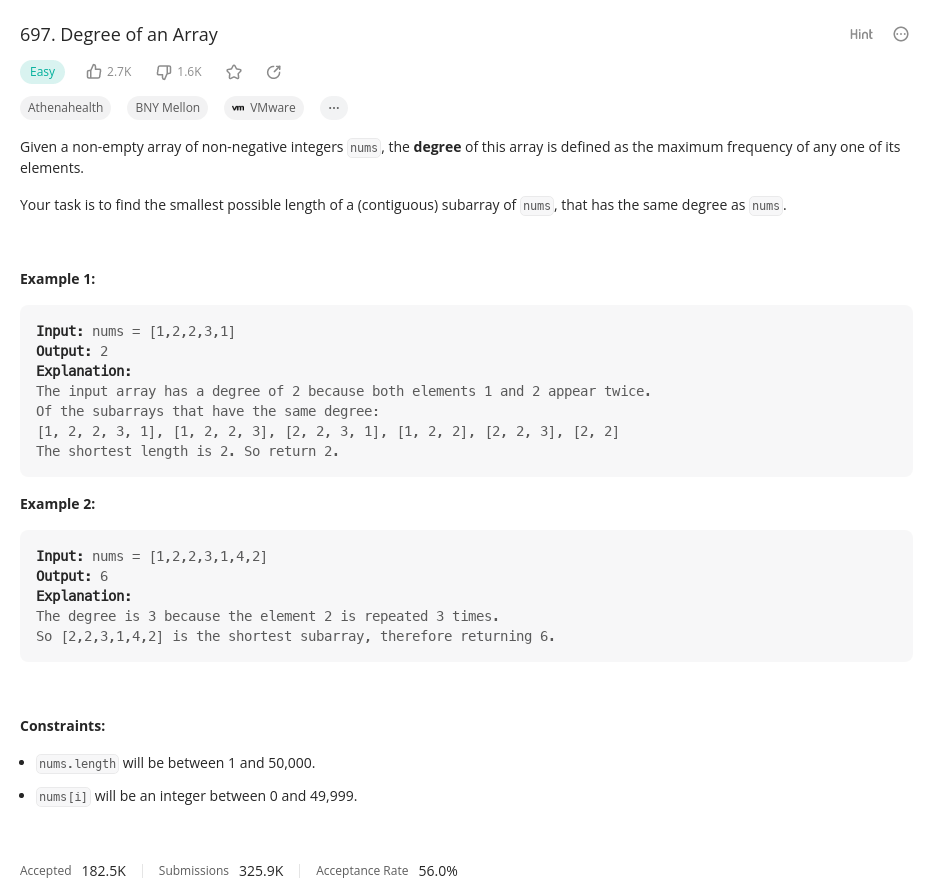 697. Degree of an Array
Hint
Easy
2.7K
1.6K
Athenahealth
BNY Mellon
vm VMware
Given a non-empty array of non-negative integers nums, the degree of this array is defined as the maximum frequency of any one of its
elements.
Your task is to find the smallest possible length of a (contiguous) subarray of nums, that has the same degree as nums.
Example 1:
Input: nums = [1,2,2,3,1]
Output: 2
Explanation:
The input array has a degree of 2 because both elements 1 and 2 appear twice.
Of the subarrays that have the same degree:
[1, 2, 2, 3, 1], [1, 2, 2, 3], [2, 2, 3, 1], [1, 2, 2], [2, 2, 3], [2, 2]
The shortest length is 2. So return 2.
Example 2:
Input: nums = [1,2,2,3,1,4,2]
Output: 6
Explanation:
The degree is 3 because the element 2 is repeated 3 times.
So [2,2,3,1,4,2] is the shortest subarray, therefore returning 6.
Constraints:
• nums.length will be between 1 and 50,000.
• nums[i] will be an integer between 0 and 49,999.
Accepted 182.5K Submissions 325.9K Acceptance Rate 56.0%